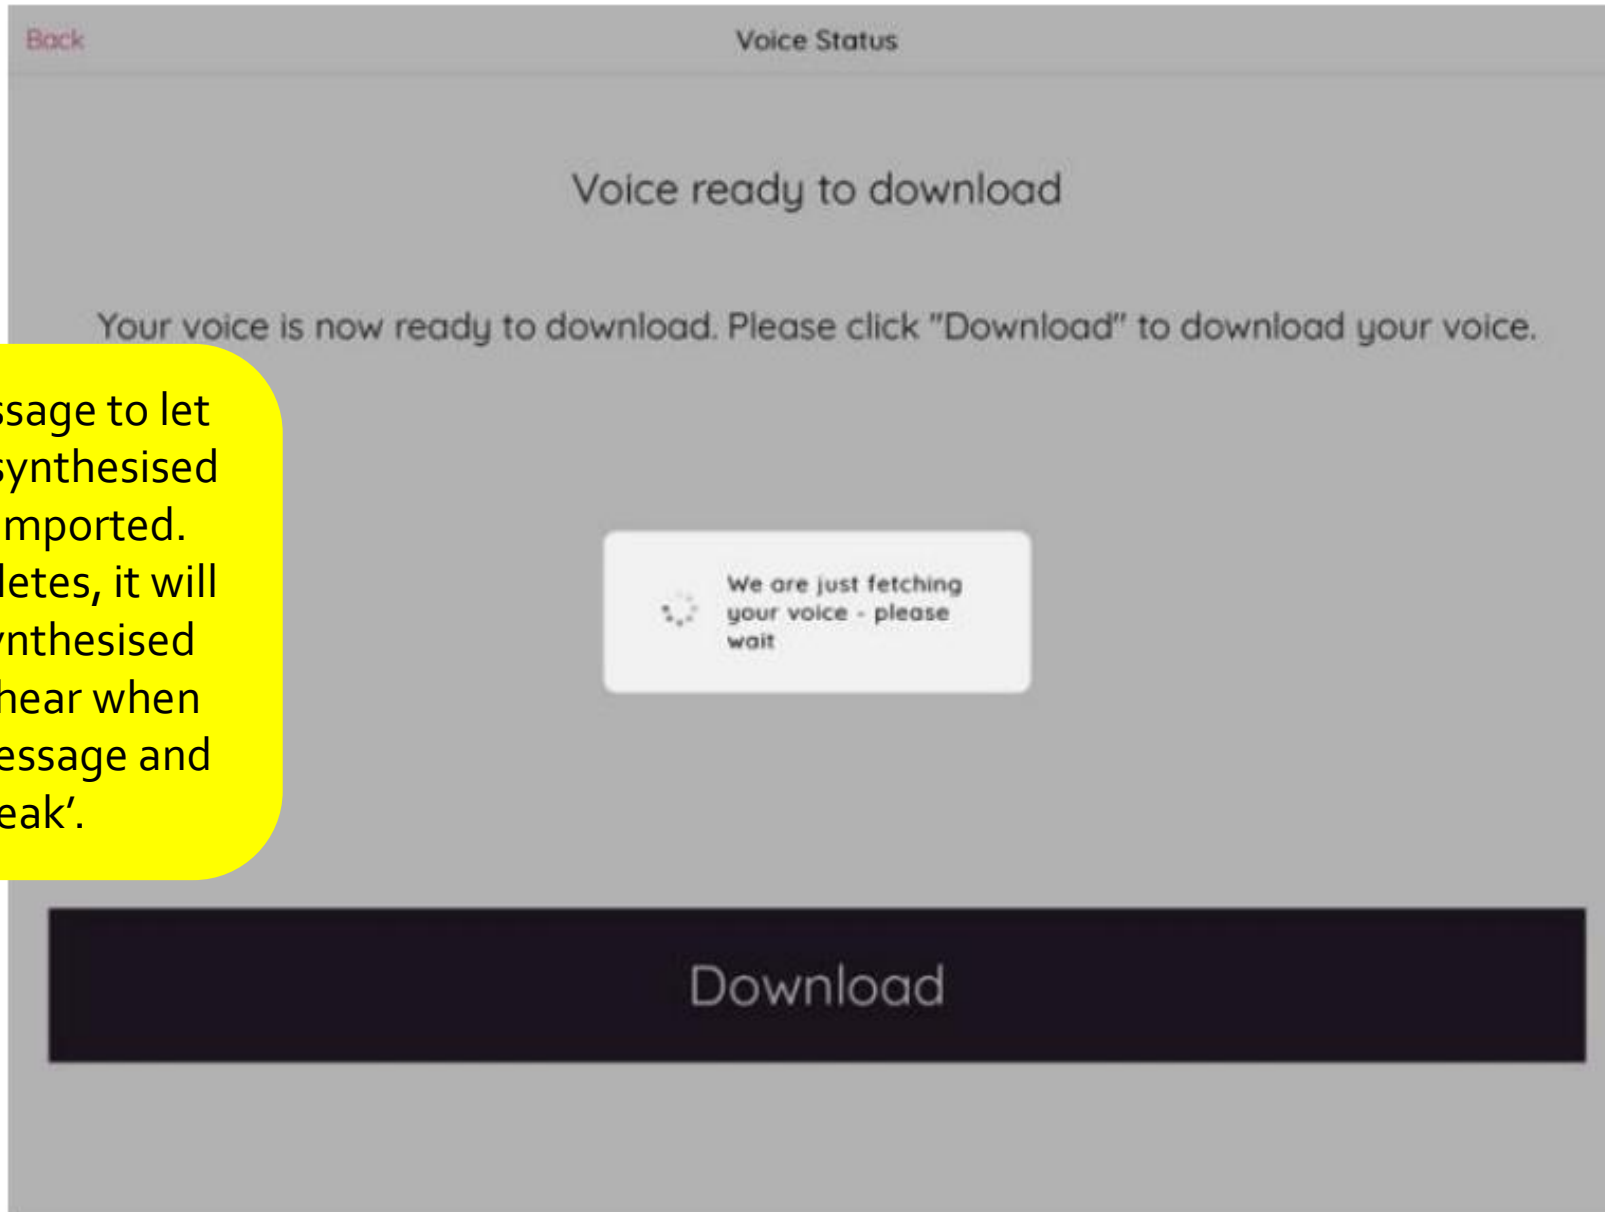 Back
Voice Status
Voice ready to download
Your voice is now ready to download. Please click "Download" to download your voice.
ssage to let
synthesised
mported.
letes, it will
ynthesised
hear when
essage and
eak’.
We are just fetching
your voice - please
wait
Download